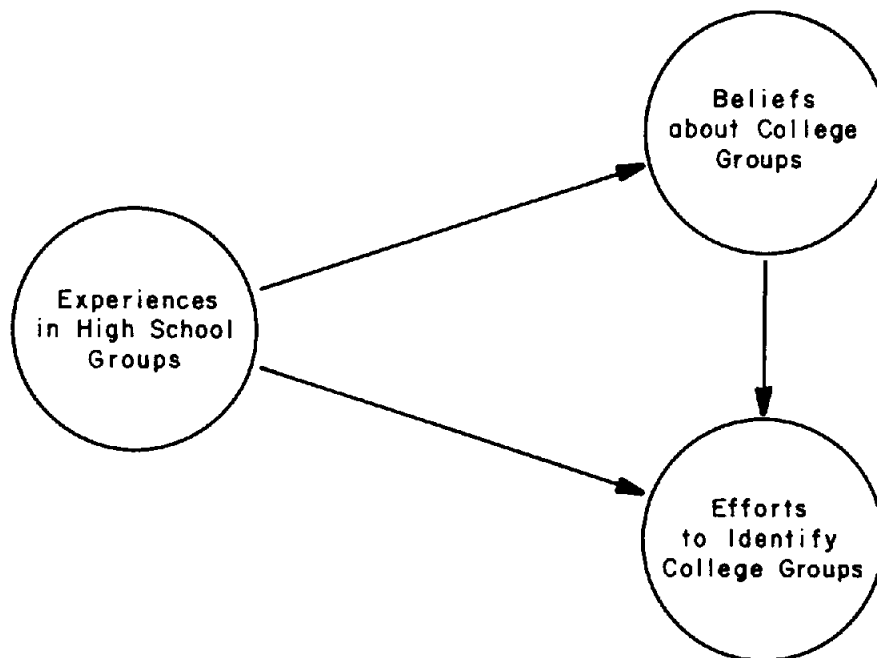 Beliefs
about College
Groups
Experiences
in High School
Groups
Efforts
to Identify
College Groups